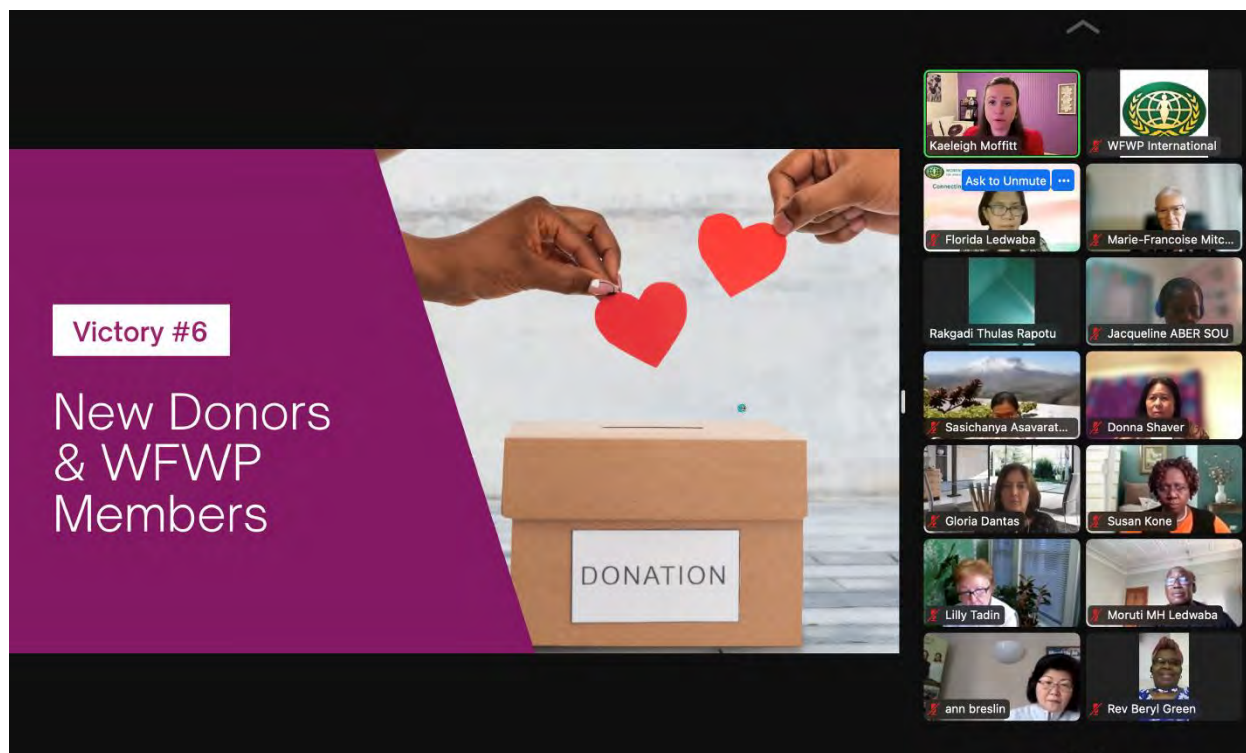 Victory #6
New Donors
& WFWP
Members
DONATION
Kaeleigh Moffitt
WFWP International
Ask to Unmute
Florida Ledwaba
Marie-Francoise Mitc...
Rakgadi Thulas Rapotu
Jacqueline ABER SOU
Sasichanya Asavarat...
Donna Shaver
Gloria Dantas
Susan Kone
Lilly Tadin
Moruti MH Ledwaba
ann breslin
Rev Beryl Green